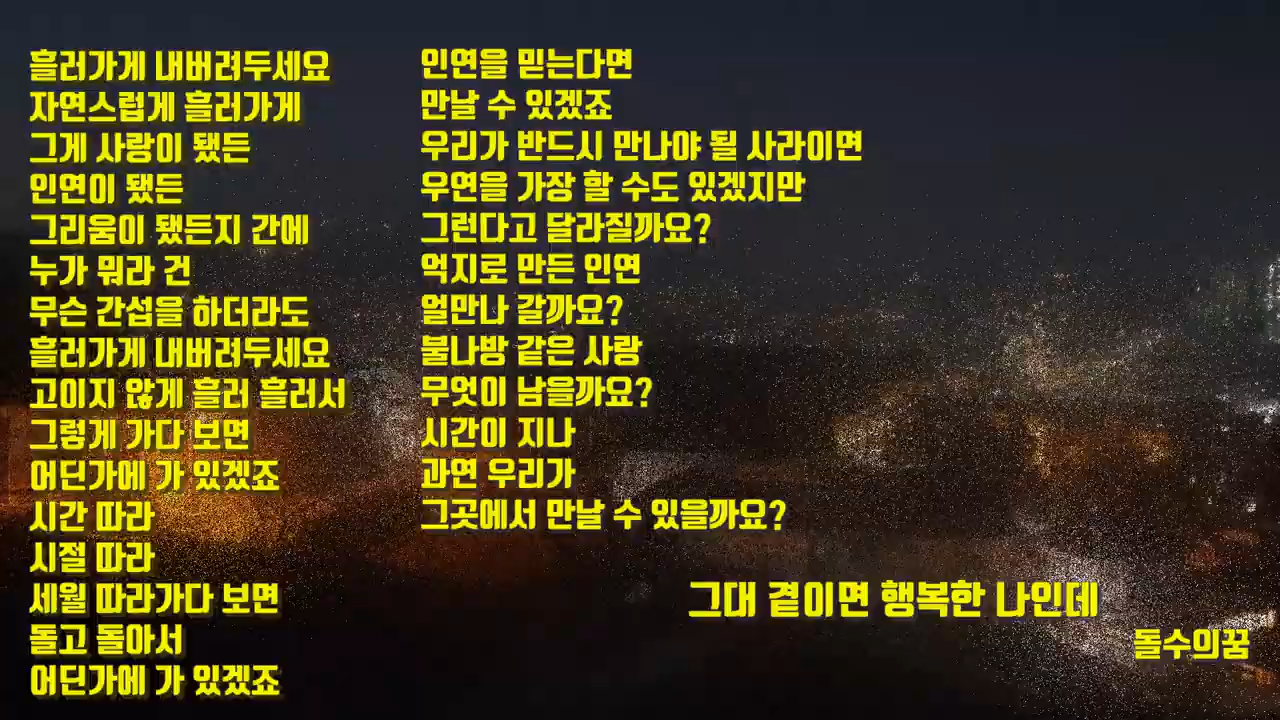 흘러가게 내버려두세요
자연스럽게 흘러가게
그게 사랑이 됐든
인연이 됐든
그리움이 됐든지 간에
누가 뭐라 건
무슨 간섭을 하더라도
흘러가게 내버려두세요
고이지 않게 흘러 흘러서
그렇게 가다 보면
어딘가에 가 있겠죠
시간 따라
시절 따라
세월 따라가다 보면
돌고 돌아서
어딘가에 가 있겠죠
인연을 믿는다면
만날 수 있겠죠
우리가 반드시 만나야 될 사라이면
우연을 가장 할 수도 있겠지만
그런다고 달라질까요?
억지로 만든 인연
얼만나 갈까요?
불나방 같은 사랑
무엇이 남을까요?
시간이 지나
과연 우리가
그곳에서 만날 수 있을까요?
그대 곁이면 행복한 나인데
돌수의꿈